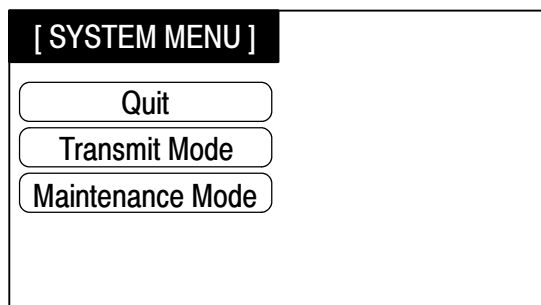 [ SYSTEM MENU ]
Quit
Transmit Mode
Maintenance Mode